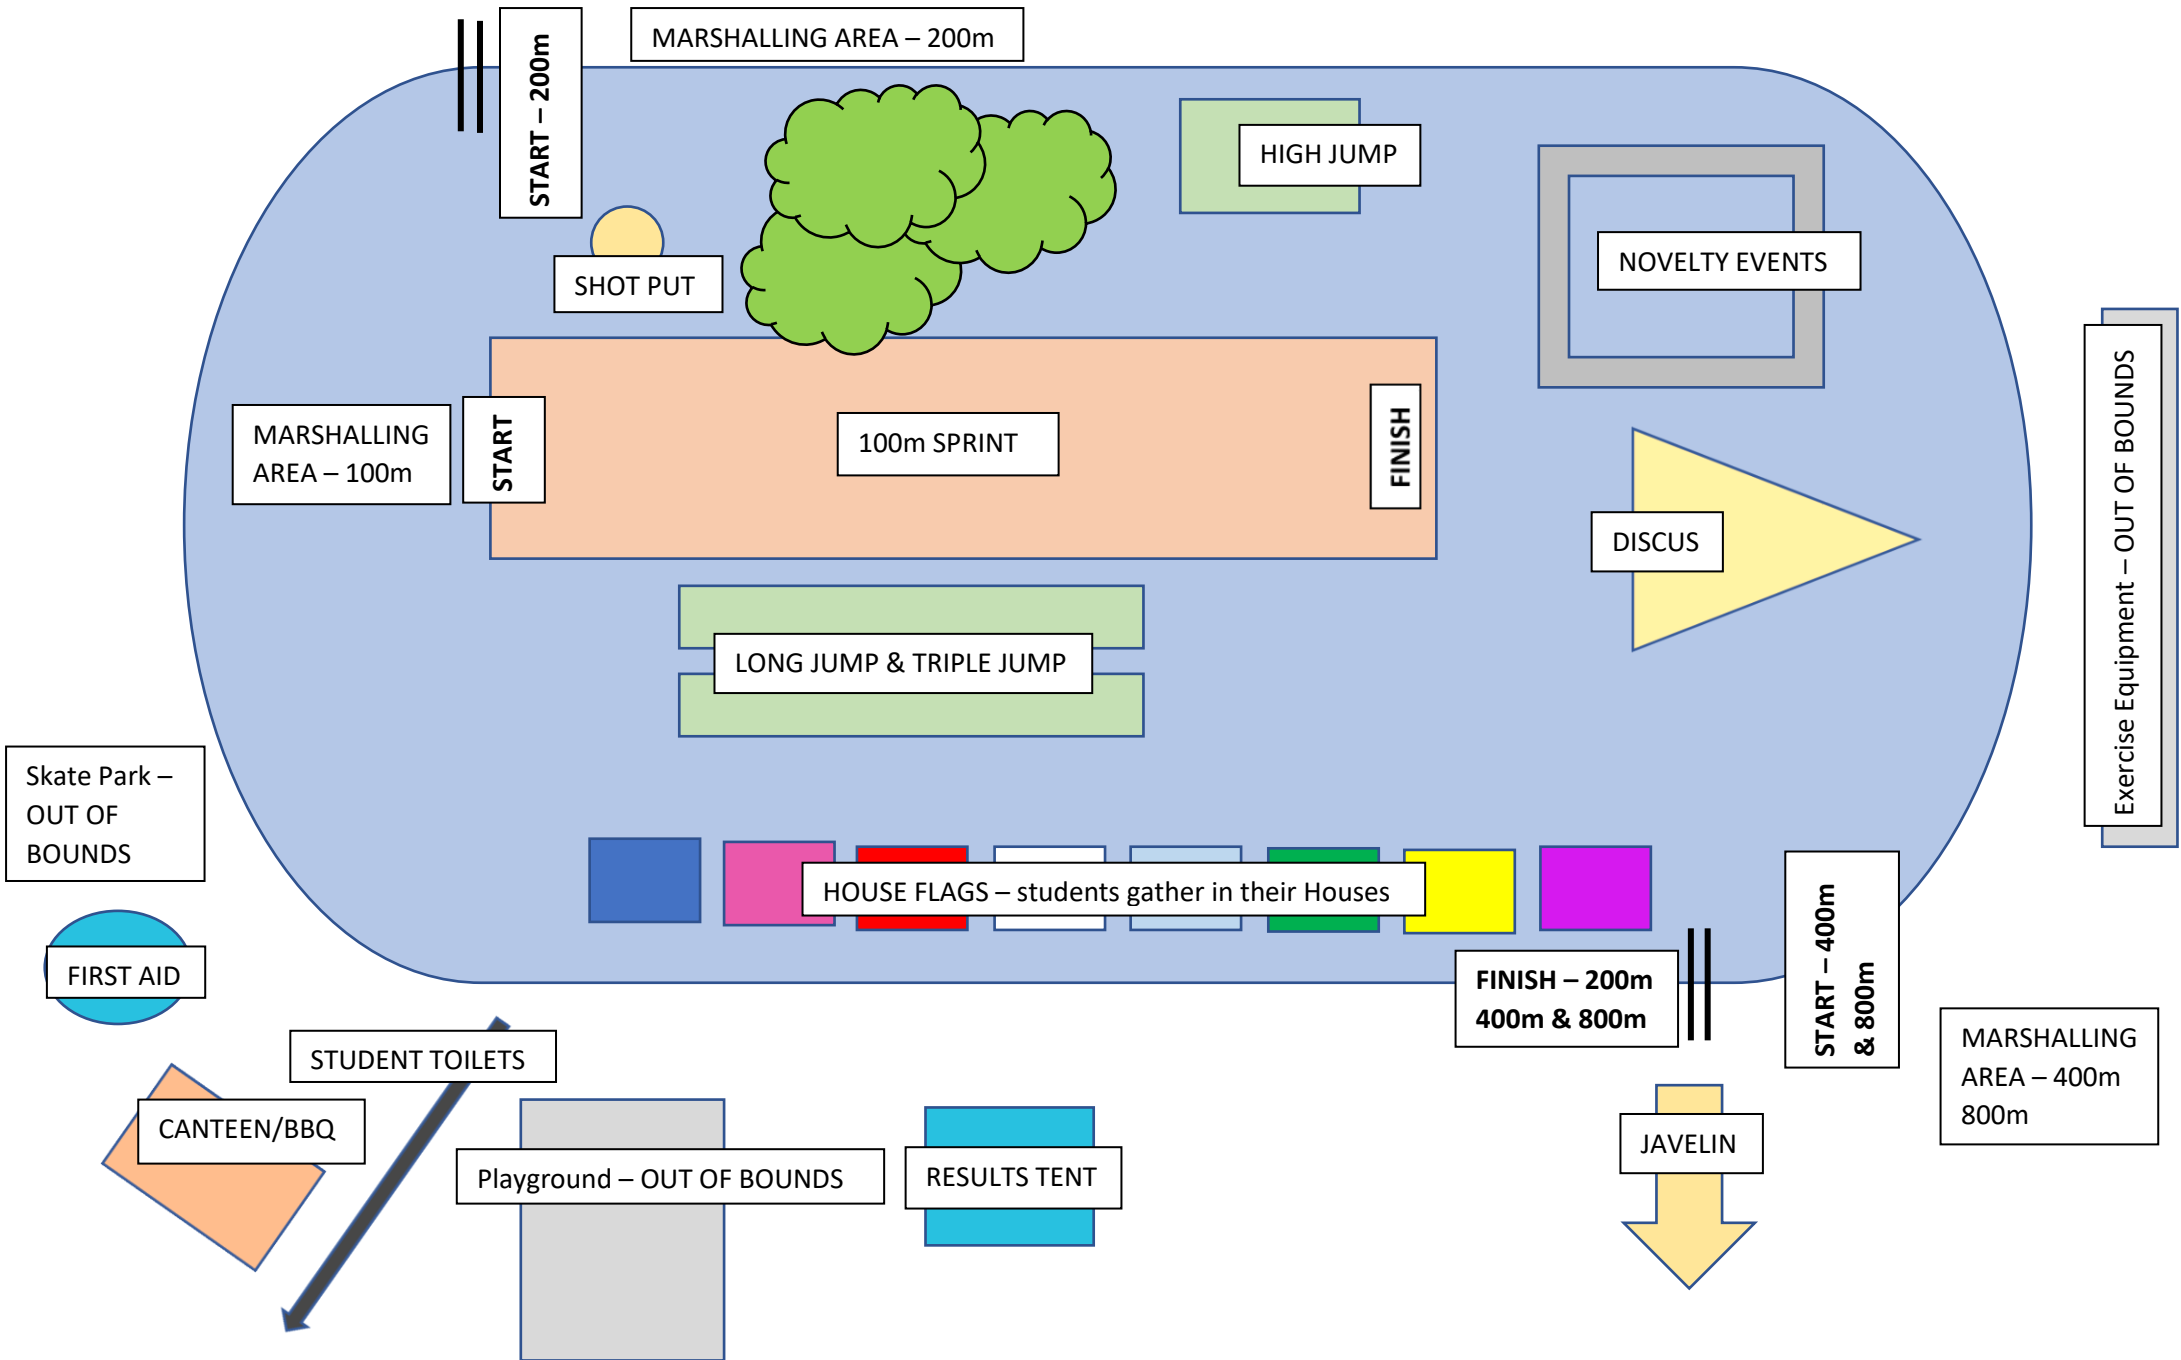 START – 200m
MARSHALLING AREA – 200m
HIGH JUMP
NOVELTY EVENTS
SHOT PUT
MARSHALLING
AREA – 100m
START
100m SPRINT
FINISH
DISCUS
Exercise Equipment – OUT OF BOUNDS
LONG JUMP & TRIPLE JUMP
Skate Park –
OUT OF
BOUNDS
HOUSE FLAGS – students gather in their Houses
FIRST AID
FINISH – 200m
400m & 800m
START – 400m
& 800m
MARSHALLING
AREA – 400m
800m
STUDENT TOILETS
CANTEEN/BBQ
Playground – OUT OF BOUNDS
RESULTS TENT
JAVELIN